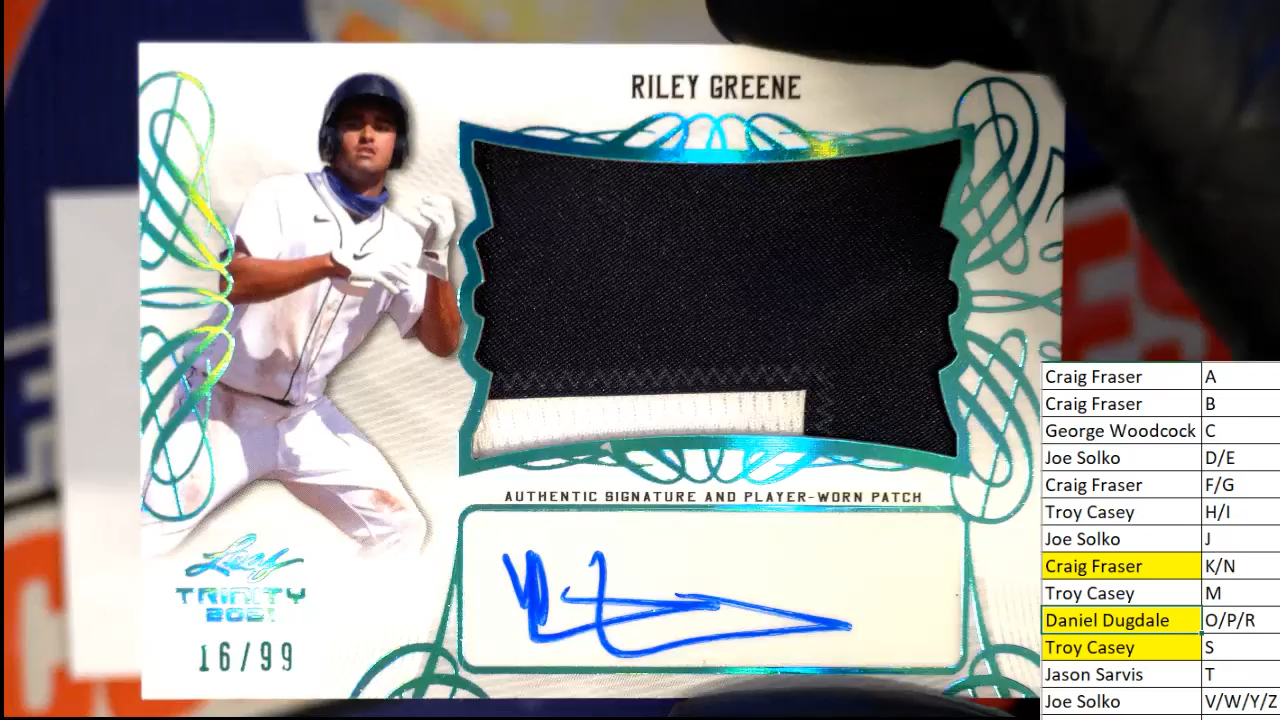 RILEY GREENE
AUTHENTIC SIGNATURE AND PLAYER-WORN PATCH
Leaf
TRINITY
2021
16/99
Craig Fraser A
Craig Fraser B
George Woodcock C
Joe Solko D/E
Craig Fraser F/G
Troy Casey H/I
Joe Solko J
Craig Fraser K/N
Troy Casey M
Daniel Dugdale O/P/R
Troy Casey S
Jason Sarvis T
Joe Solko V/W/Y/Z